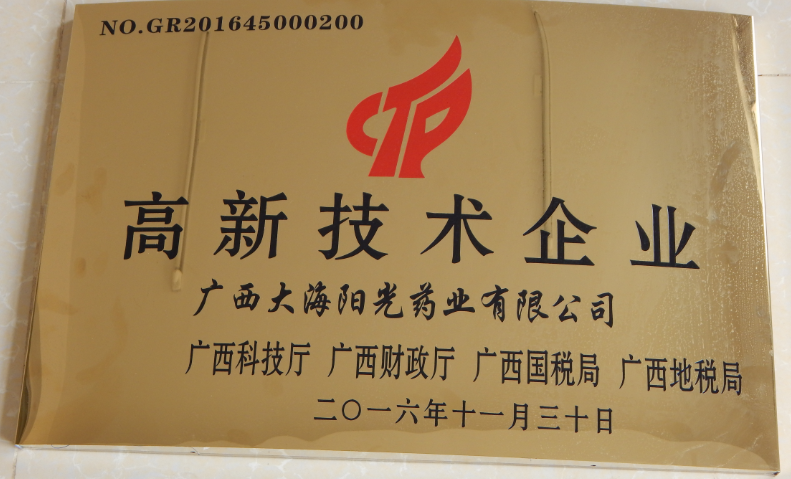 NO.GR201645000200
高新技术企业
广西大海阳光药业有限公司
广西科技厅 广西财政厅 广西国税局 广西地税局
二〇一六年十一月三十日